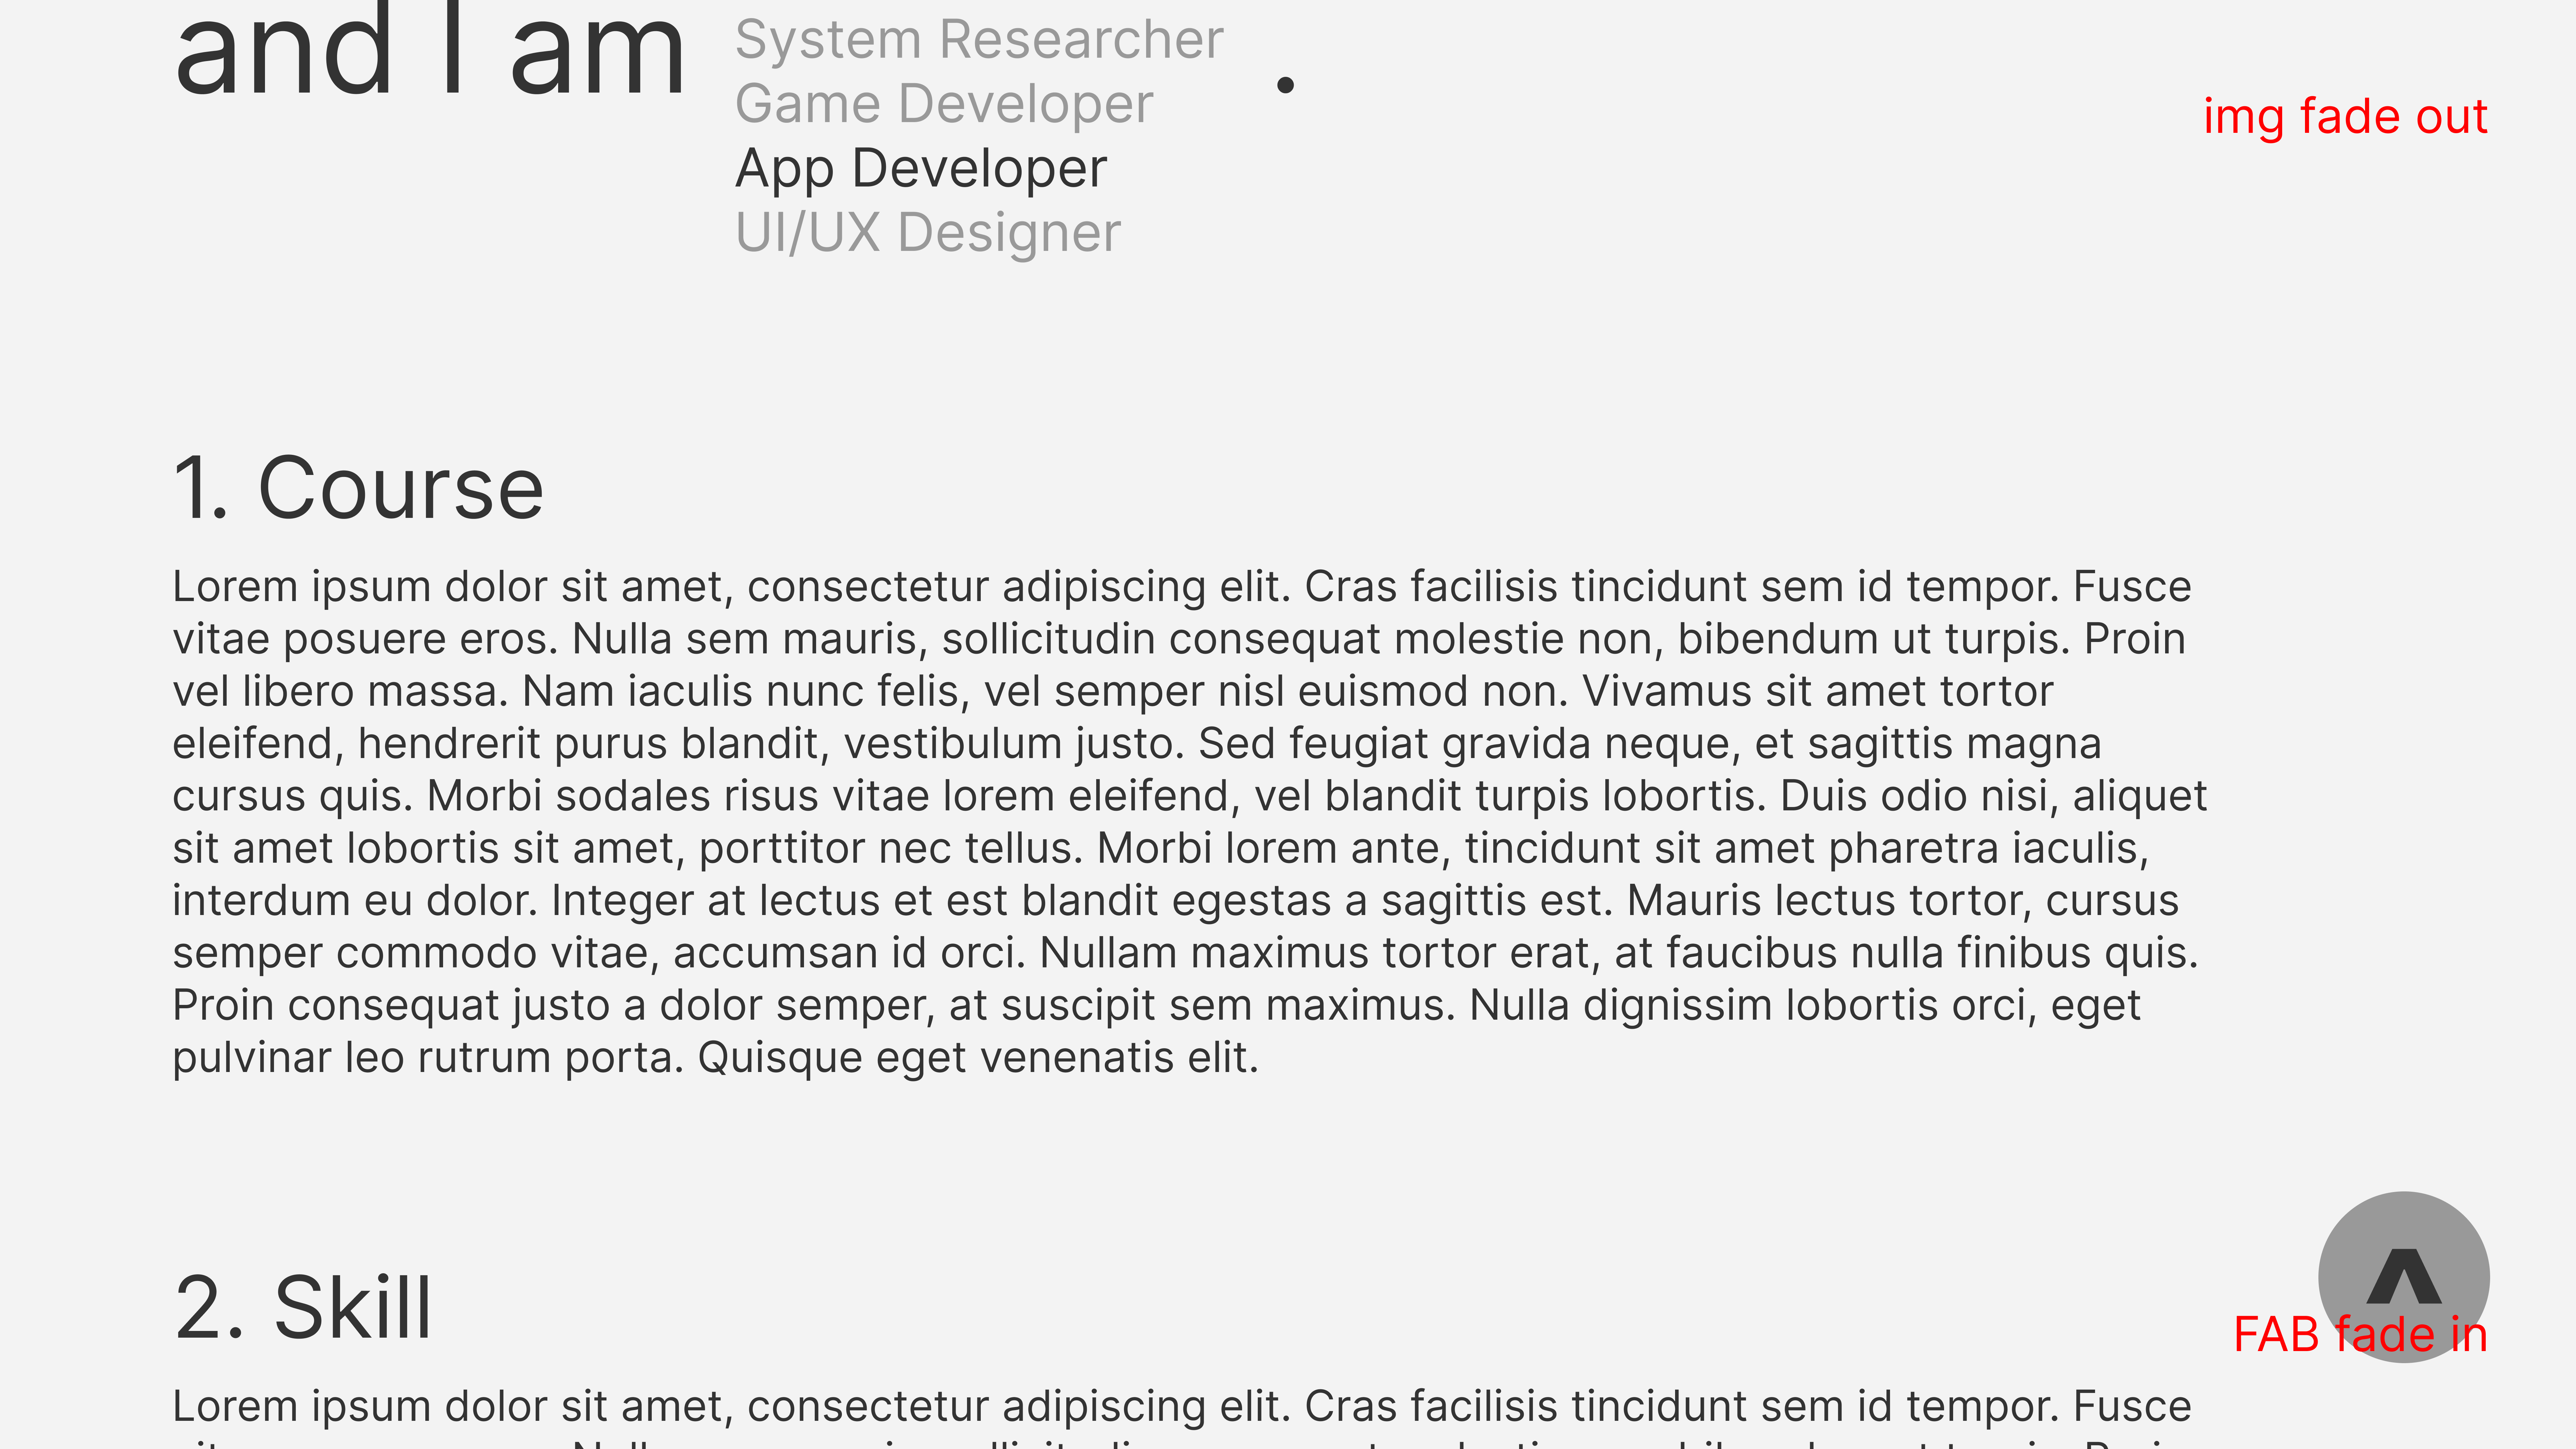 and I am
System Researcher
Game Developer
App Developer
UI/UX Designer
.
img fade out
1. Course
Lorem ipsum dolor sit amet, consectetur adipiscing elit. Cras facilisis tincidunt sem id tempor. Fusce
vitae posuere eros. Nulla sem mauris, sollicitudin consequat molestie non, bibendum ut turpis. Proin
vel libero massa. Nam iaculis nunc felis, vel semper nisl euismod non. Vivamus sit amet tortor
eleifend, hendrerit purus blandit, vestibulum justo. Sed feugiat gravida neque, et sagittis magna
cursus quis. Morbi sodales risus vitae lorem eleifend, vel blandit turpis lobortis. Duis odio nisi, aliquet
sit amet lobortis sit amet, porttitor nec tellus. Morbi lorem ante, tincidunt sit amet pharetra iaculis,
interdum eu dolor. Integer at lectus et est blandit egestas a sagittis est. Mauris lectus tortor, cursus
semper commodo vitae, accumsan id orci. Nullam maximus tortor erat, at faucibus nulla finibus quis.
Proin consequat justo a dolor semper, at suscipit sem maximus. Nulla dignissim lobortis orci, eget
pulvinar leo rutrum porta. Quisque eget venenatis elit.
2. Skill
^
FAB fade in
Lorem ipsum dolor sit amet, consectetur adipiscing elit. Cras facilisis tincidunt sem id tempor. Fusce